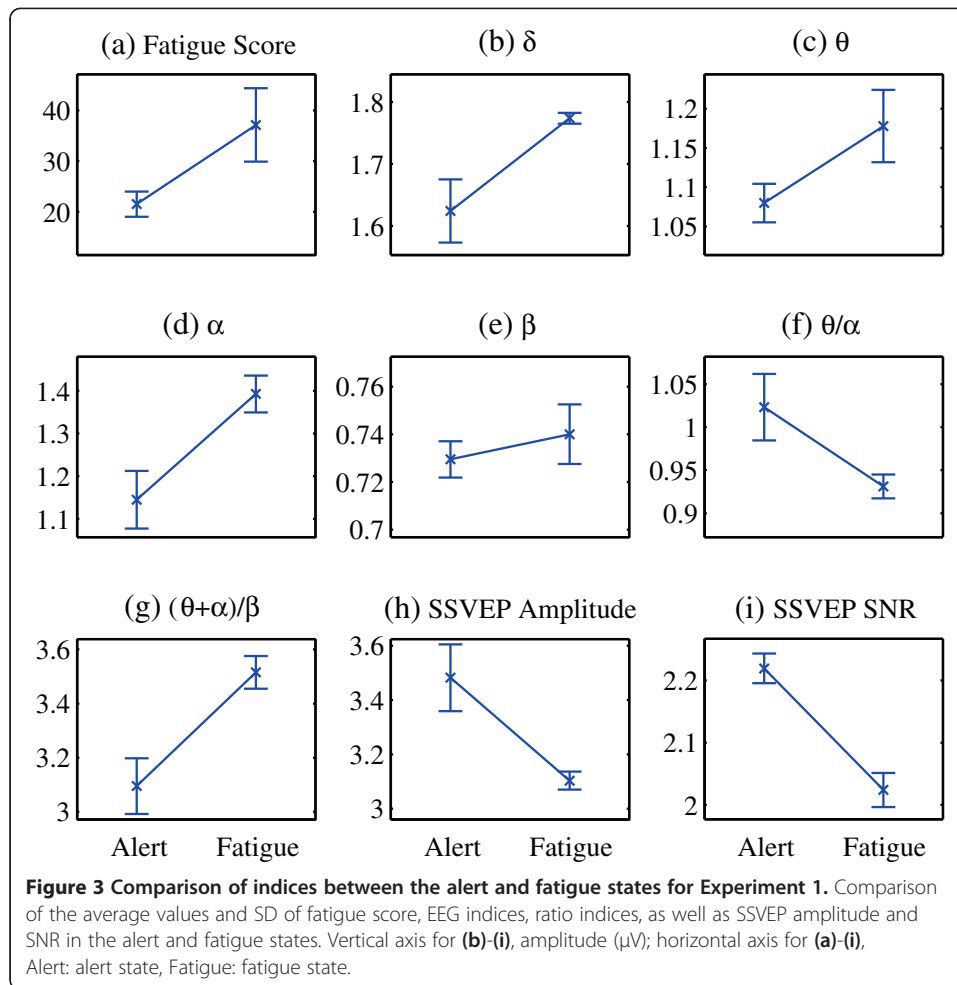 (a) Fatigue Score
(b) δ
(c) θ
40
30
20
1.8
1.7
1.6
1.2
1.15
1.1
1.05
(d) α
(e) β
(f) θ/α
1.4
1.3
1.2
1.1
0.76
0.74
0.72
0.7
1.05
1
0.95
0.9
(g) (θ+α)/β
(h) SSVEP Amplitude
(i) SSVEP SNR
3.6
3.4
3.2
3
3.6
3.4
3.2
3
2.2
2.1
2
Alert Fatigue
Alert Fatigue
Alert Fatigue
Figure 3 Comparison of indices between the alert and fatigue states for Experiment 1. Comparison
of the average values and SD of fatigue score, EEG indices, ratio indices, as well as SSVEP amplitude and
SNR in the alert and fatigue states. Vertical axis for (b)-(i), amplitude (μV); horizontal axis for (a)-(i),
Alert: alert state, Fatigue: fatigue state.